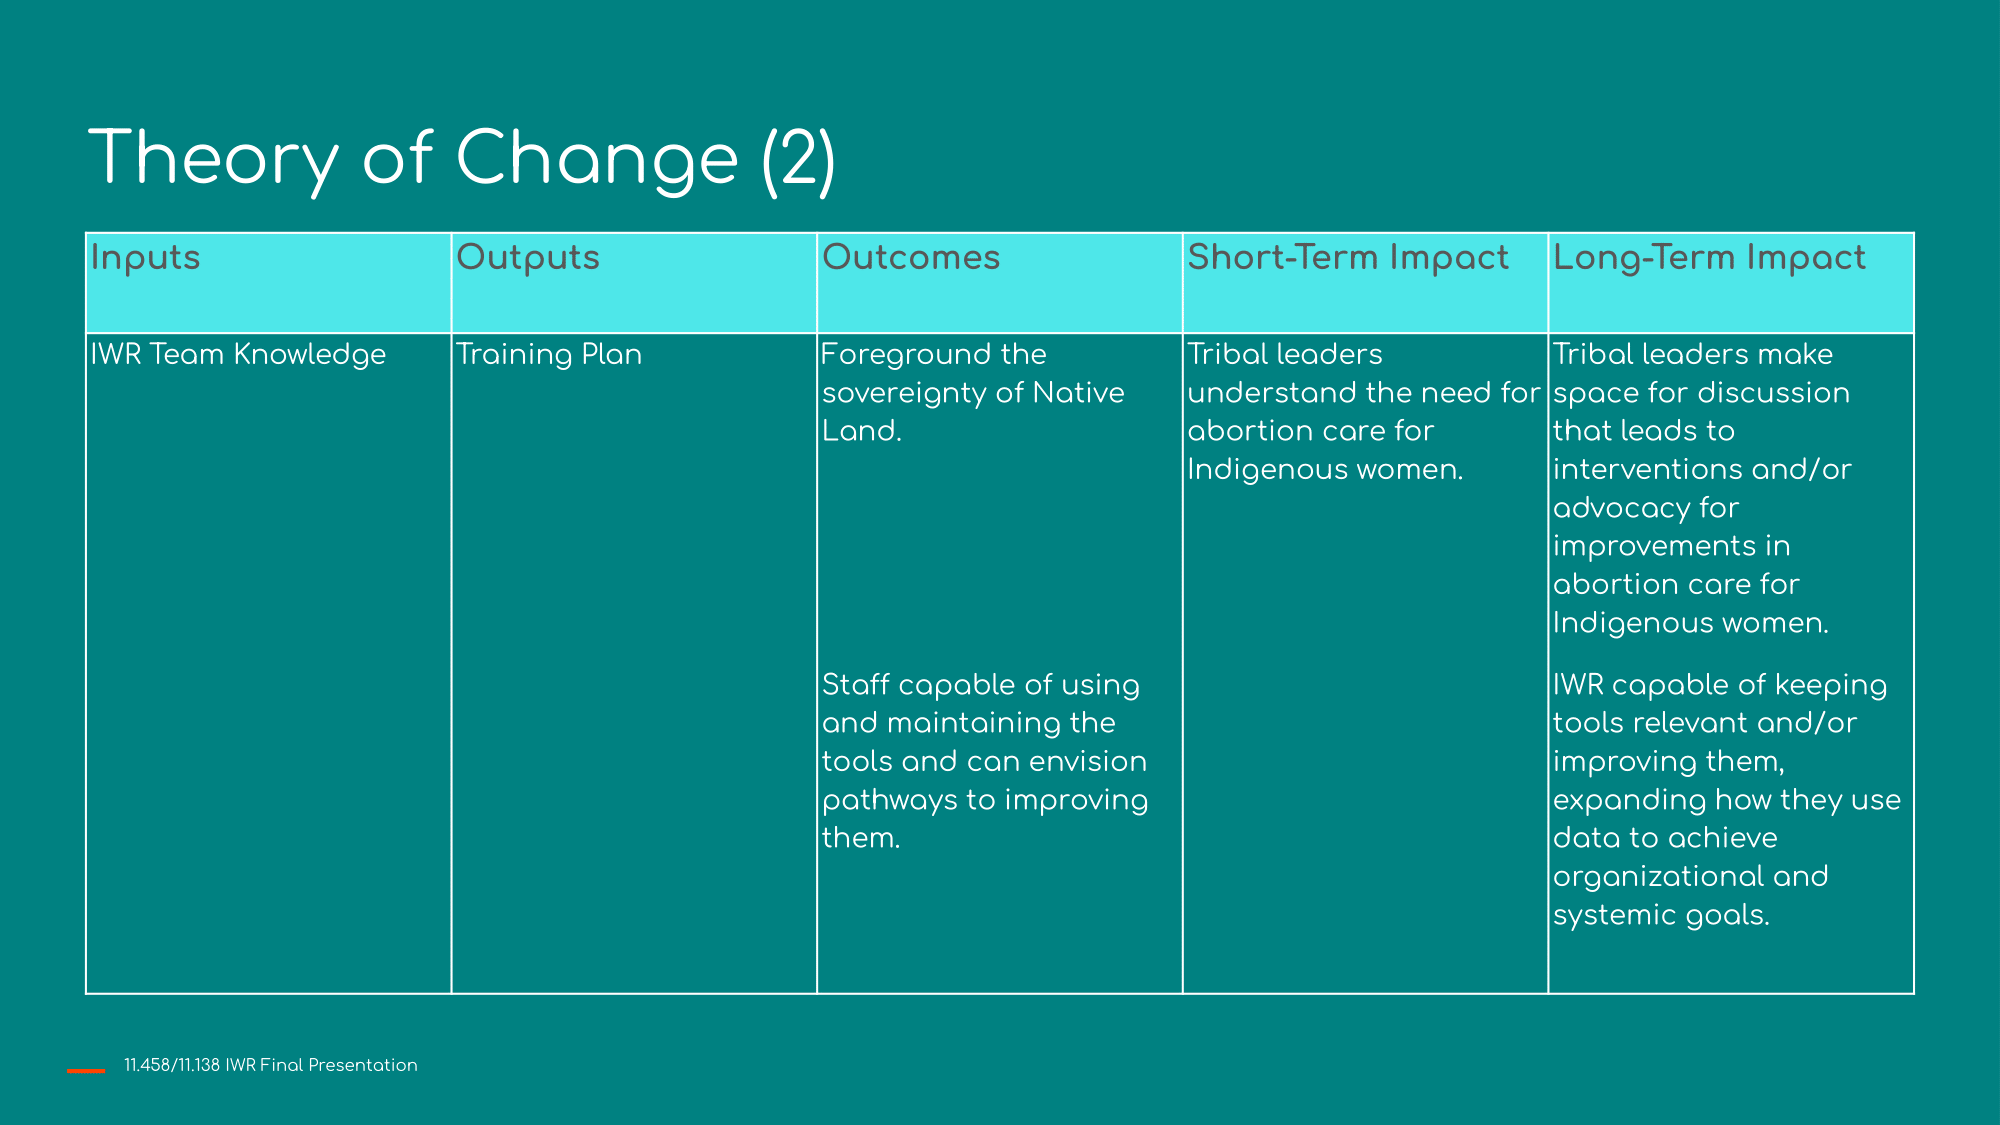 Theory of Change (2)
Inputs
Outputs
Outcomes
Short-Term Impact
Long-Term Impact
IWR Team Knowledge
Training Plan
Foreground the
sovereignty of Native
Land.
Staff capable of using
and maintaining the
tools and can envision
pathways to improving
them.
Tribal leaders
understand the need for
abortion care for
Indigenous women.
Tribal leaders make
space for discussion
that leads to
interventions and/or
advocacy for
improvements in
abortion care for
Indigenous women.
IWR capable of keeping
tools relevant and/or
improving them,
expanding how they use
data to achieve
organizational and
systemic goals.
11.458/11.138 IWR Final Presentation